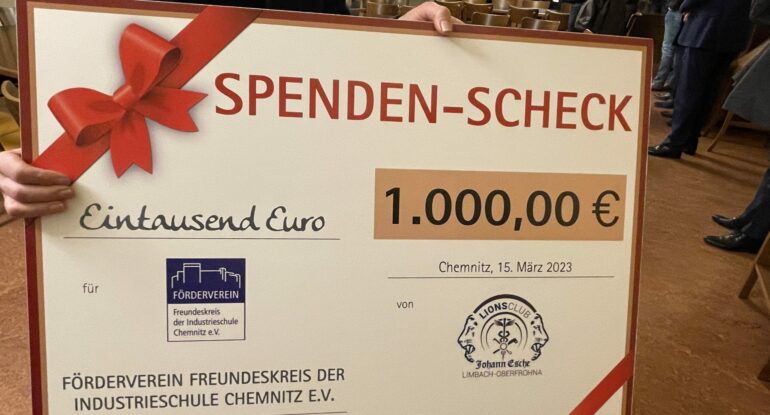 SPENDEN-SCHECK
Eintausend Euro
1.000,00 €
Chemnitz, 15. März 2023
für
FÖRDERVEREIN
Freundeskreis
der Industrieschule
Chemnitz e.V.
von
LIONSCLUB
Johann Esche
LIMBACH-OBERFROHNA
FÖRDERVEREIN FREUNDESKREIS DER
INDUSTRIESCHULE CHEMNITZ E.V.